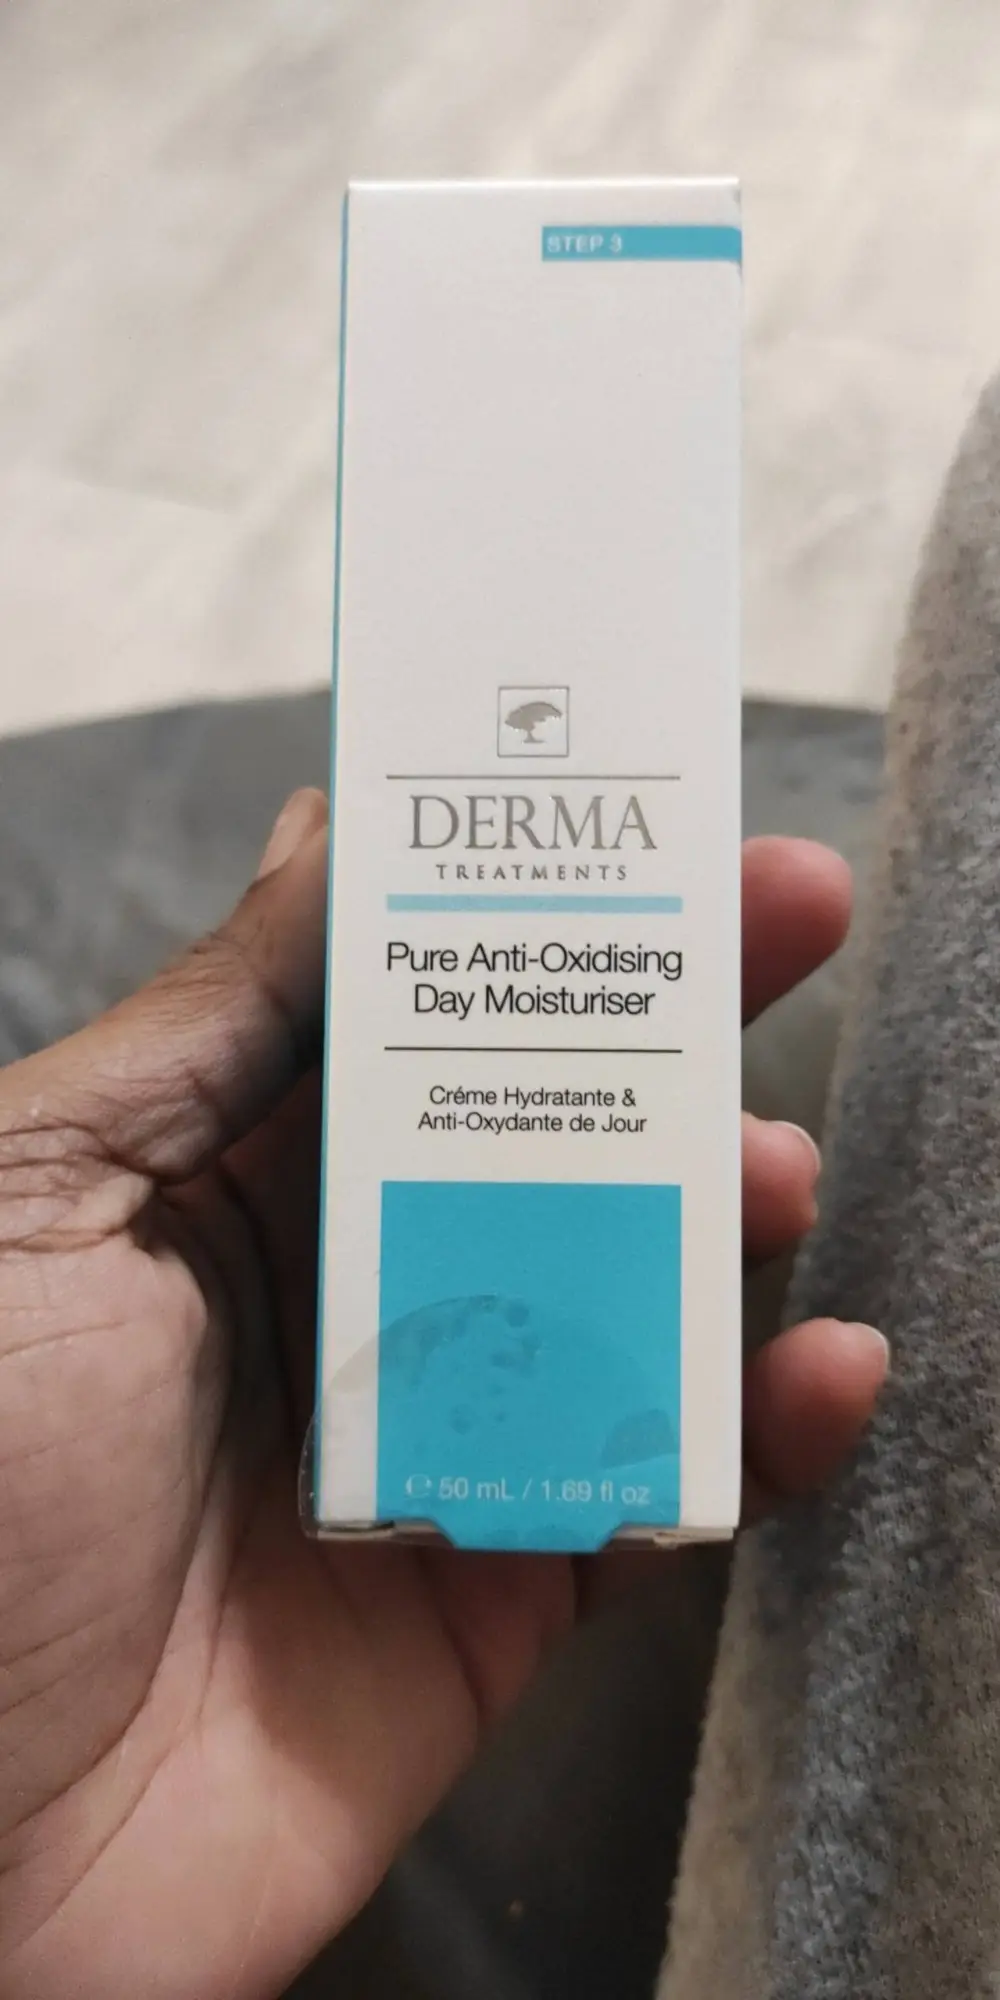 STEP 3
DERMA
TREATMENTS
Pure Anti-Oxidising
Day Moisturiser
Créme Hydratante &
Anti-Oxydante de Jour
℮ 50 mL / 1.69 fl oz